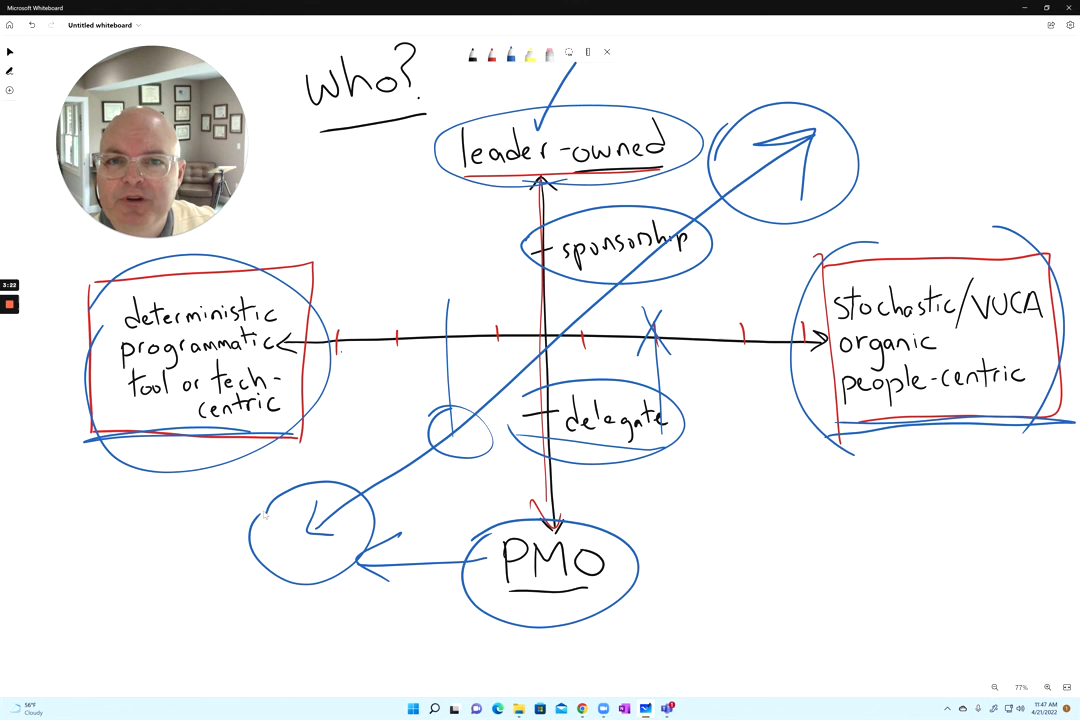 Microsoft Whiteboard
Untitled whiteboard
who?
leader-owned
sponsorship
3:22
deterministic
programmatic
tool or tech-
centric
stochastic/VUCA
organic
people-centric
delegate
PMO
77%
56°F
Cloudy
11:47 AM
4/21/2022